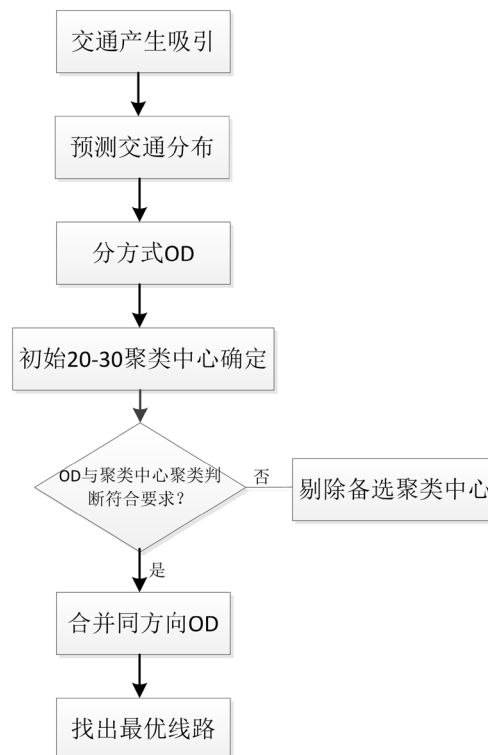 交通产生吸引
预测交通分布
分方式OD
初始20-30聚类中心确定
OD与聚类中心聚类判
断符合要求？
否
剔除备选聚类中心
是
合并同方向OD
找出最优线路